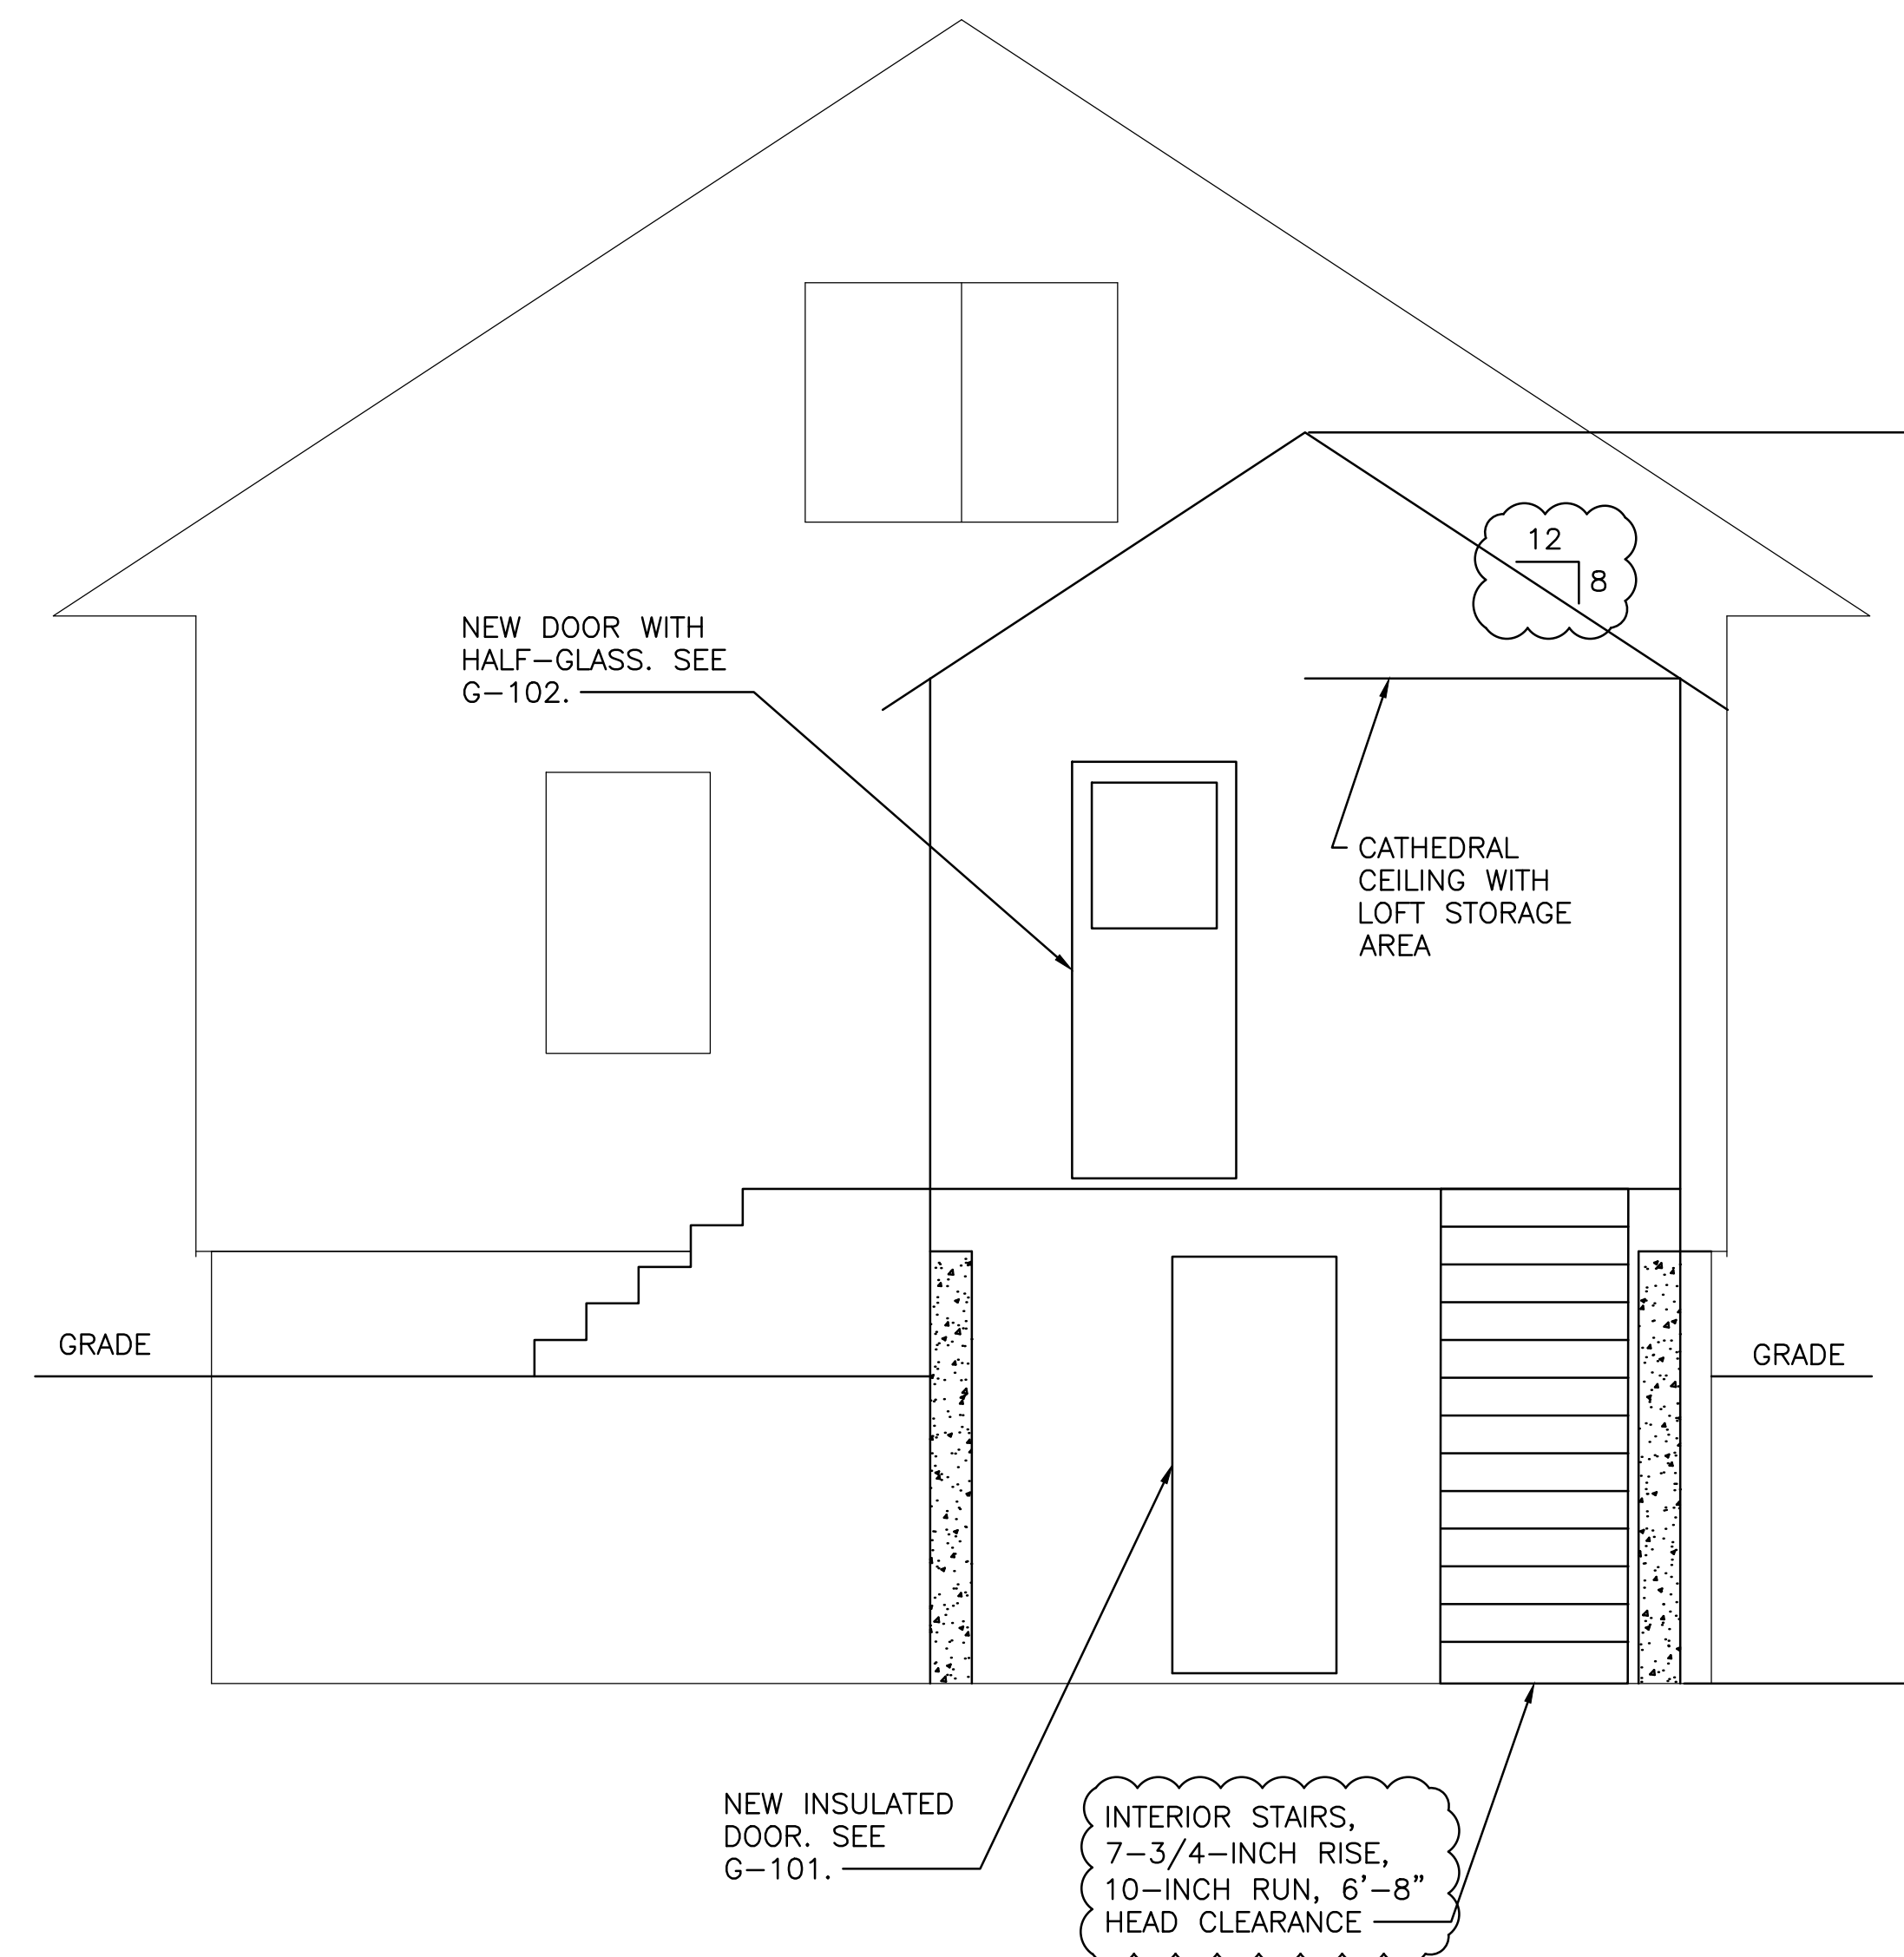 12
8
NEW DOOR WITH
HALF-GLASS. SEE
G-102.
CATHEDRAL
CEILING WITH
LOFT STORAGE
AREA
GRADE
GRADE
NEW INSULATED
DOOR. SEE
G-101.
INTERIOR STAIRS,
7-3/4-INCH RISE,
10-INCH RUN, 6'-8"
HEAD CLEARANCE